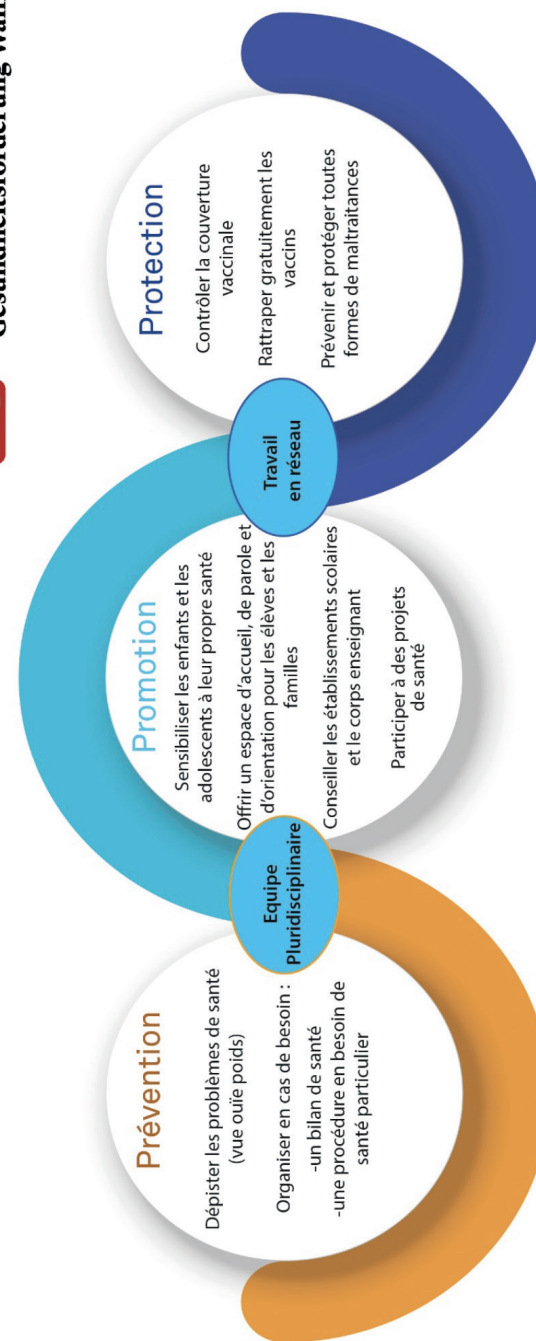 Gesundheitsförderung
Prévention
Dépister les problèmes de santé
(vue ouïe poids)
Organiser en cas de besoin :
-un bilan de santé
-une procédure en besoin de
santé particulier
Equipe
Pluridisciplinaire
Promotion
Sensibiliser les enfants et les
adolescents à leur propre santé
Offrir un espace d'accueil, de parole et
d'orientation pour les élèves et les
familles
Conseiller les établissements scolaires
et le corps enseignant
Participer à des projets
de santé
Travail
en réseau
Protection
Contrôler la couverture
vaccinale
Rattraper gratuitement les
vaccins
Prévenir et protéger toutes
formes de maltraitances